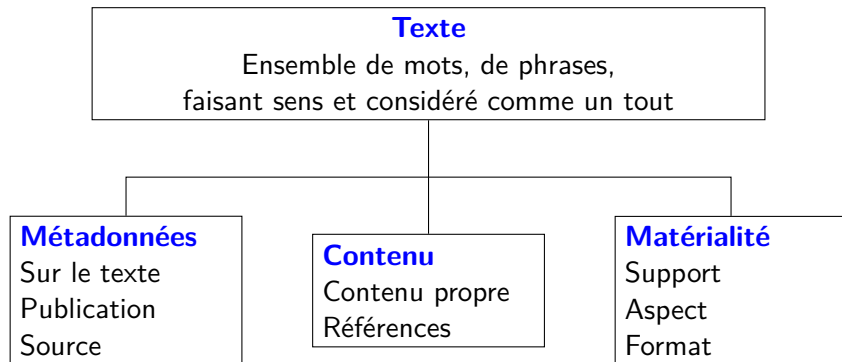 Texte
Ensemble de mots, de phrases,
faisant sens et considéré comme un tout
Métadonnées
Sur le texte
Publication
Source
Contenu
Contenu propre
Références
Matérialité
Support
Aspect
Format